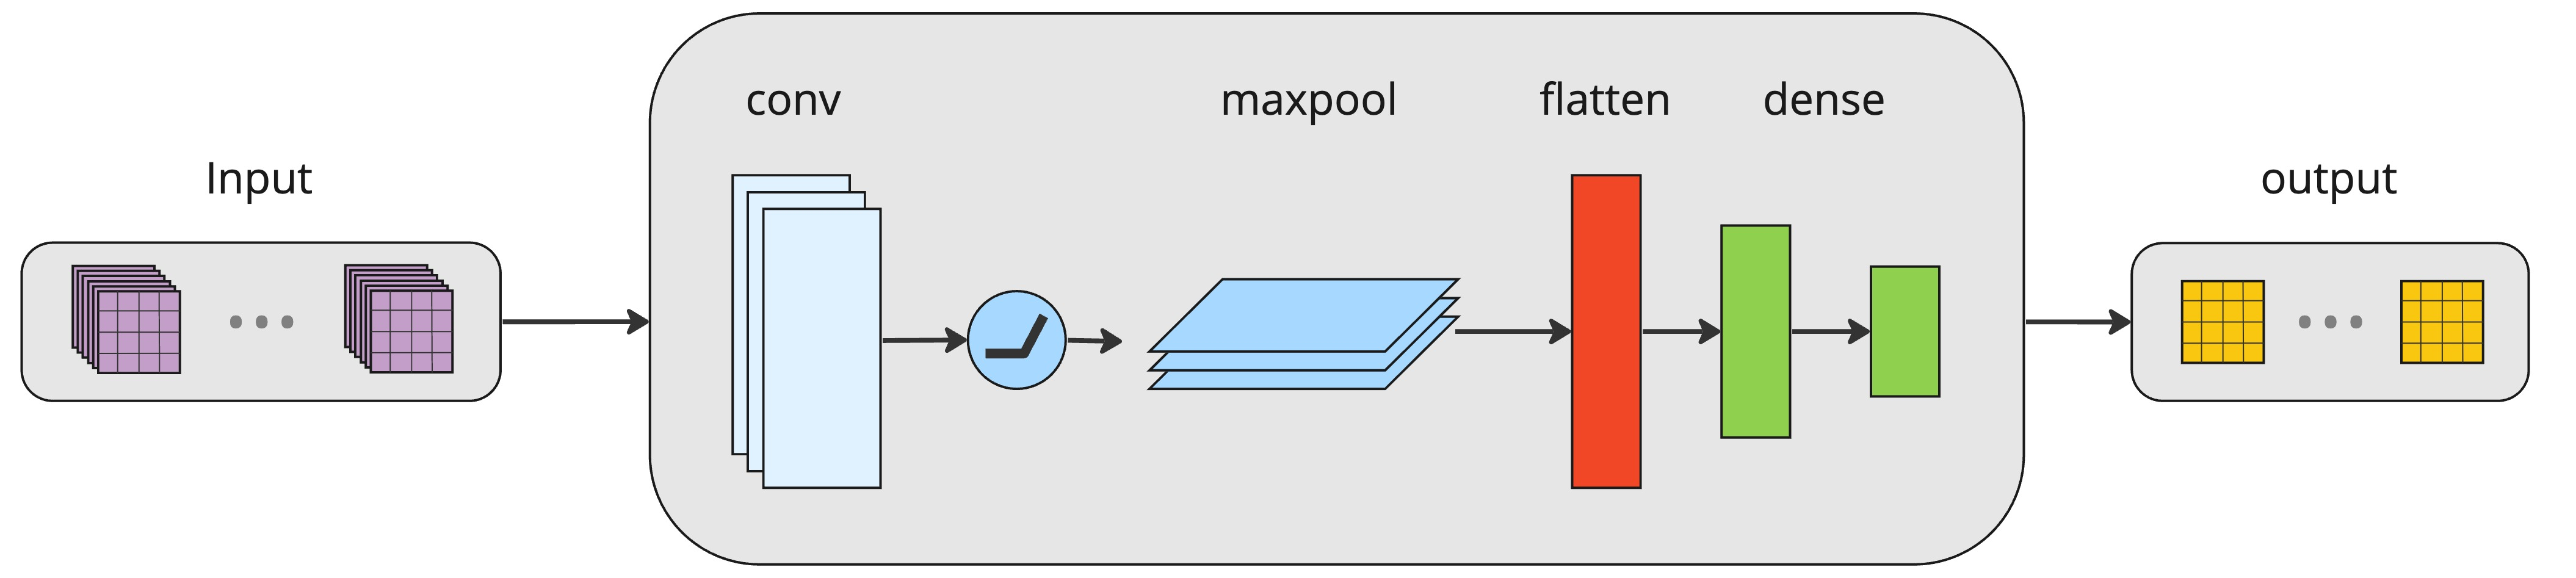 Input
conv
maxpool
flatten
dense
output